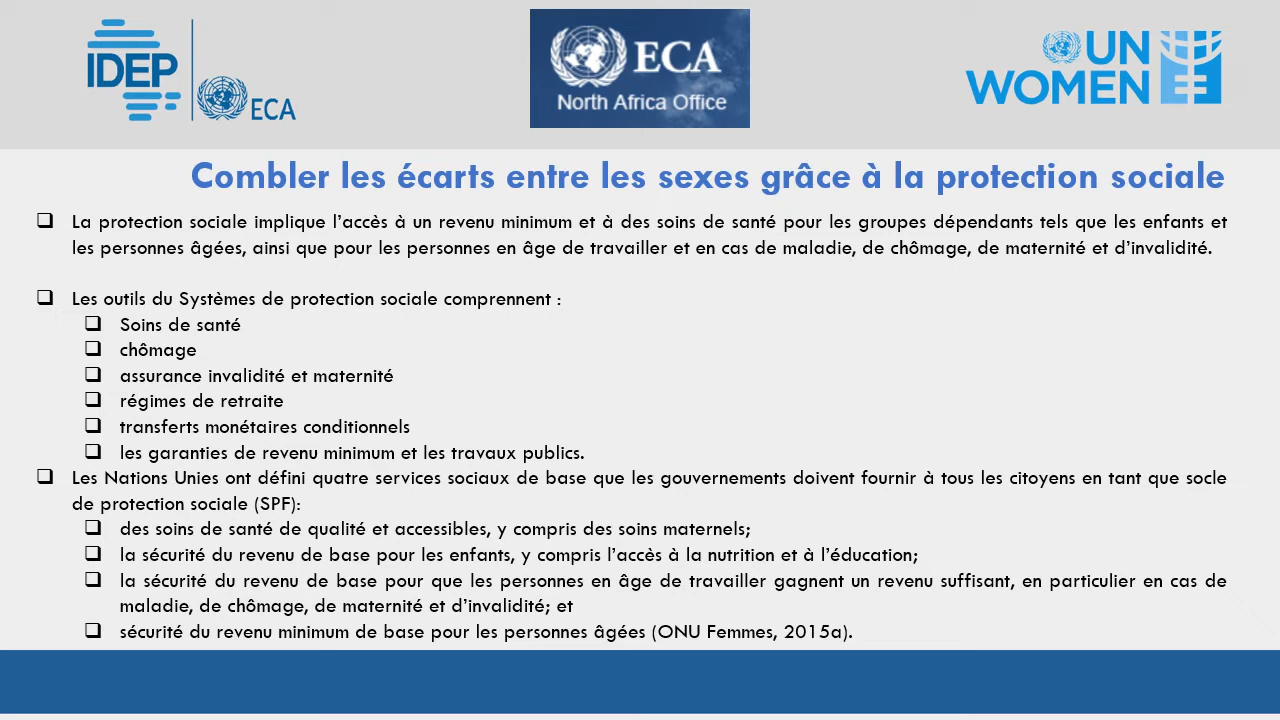 IDEP
ECA
ECA
North Africa Office
UN
WOMEN
Combler les écarts entre les sexes grâce à la protection sociale
❑ La protection sociale implique l’accès à un revenu minimum et à des soins de santé pour les groupes dépendants tels que les enfants et
les personnes âgées, ainsi que pour les personnes en âge de travailler et en cas de maladie, de chômage, de maternité et d’invalidité.
❑ Les outils du Systèmes de protection sociale comprennent :
❑ Soins de santé
❑ chômage
❑ assurance invalidité et maternité
❑ régimes de retraite
❑ transferts monétaires conditionnels
❑ les garanties de revenu minimum et les travaux publics.
❑ Les Nations Unies ont défini quatre services sociaux de base que les gouvernements doivent fournir à tous les citoyens en tant que socle
de protection sociale (SPF):
❑ des soins de santé de qualité et accessibles, y compris des soins maternels;
❑ la sécurité du revenu de base pour les enfants, y compris l’accès à la nutrition et à l’éducation;
❑ la sécurité du revenu de base pour que les personnes en âge de travailler gagnent un revenu suffisant, en particulier en cas de
maladie, de chômage, de maternité et d’invalidité; et
❑ sécurité du revenu minimum de base pour les personnes âgées (ONU Femmes, 2015a).